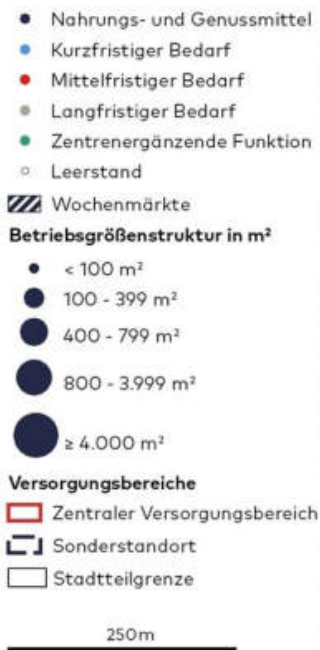 Nahrungs- und Genussmittel
Kurzfristiger Bedarf
Mittelfristiger Bedarf
Langfristiger Bedarf
Zentrenergänzende Funktion
Leerstand
Wochenmärkte
Betriebsgrößenstruktur in m²
< 100 m²
100 - 399 m²
400 - 799 m²
800 - 3.999 m²
≥ 4.000 m²
Versorgungsbereiche
Zentraler Versorgungsbereich
Sonderstandort
Stadtteilgrenze
250m